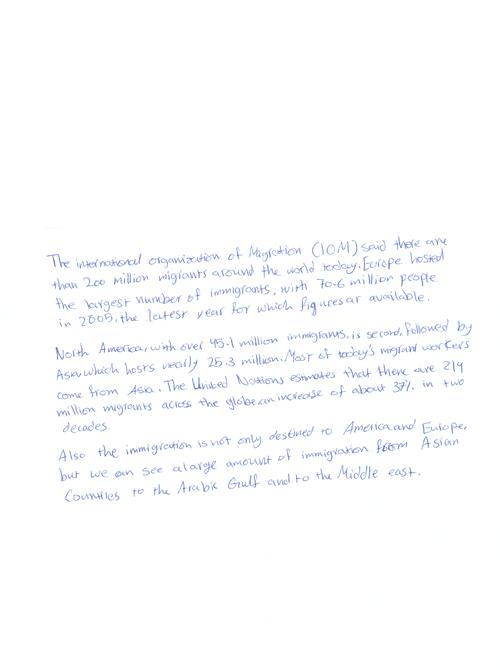 The international organization of Migration (IOM) said there are
than 200 million migrants around the world today. Europe hosted
the largest number of immigrants, with 70.6 million people
in 2005, the latest year for which figures ar available.
North America, with over 45.1 million immigrants, is second, followed by
Asia, which hosts nearly 25.3 million. Most of today's migrant workers
come from Asia. The United Nations estimates that there are 214
million migrants across the globe, an increase of about 37% in two
decades.
Also the immigration is not only destined to America and Europe,
but we can see a large amount of immigration from Asian
Countries to the Arabic Gulf and to the Middle east.